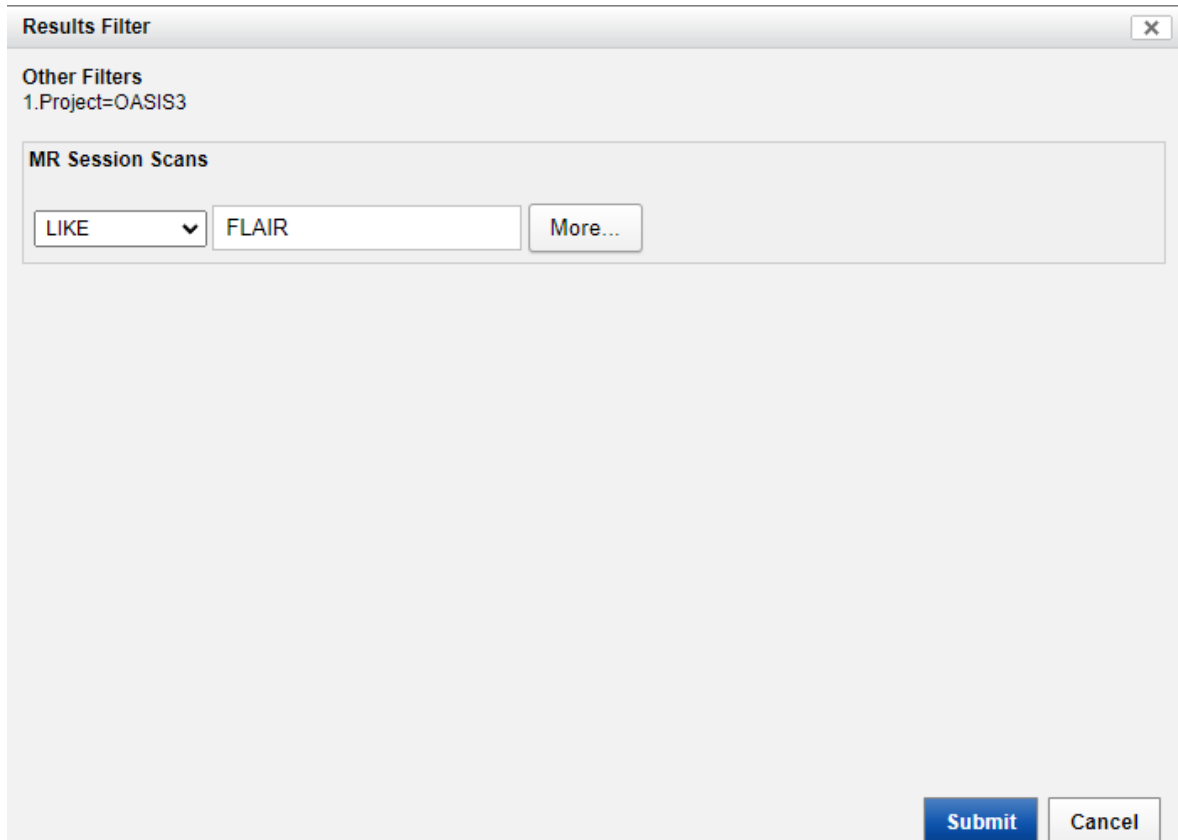 Results Filter
Other Filters
1.Project=OASIS3
MR Session Scans
LIKE FLAIR More...
Submit Cancel